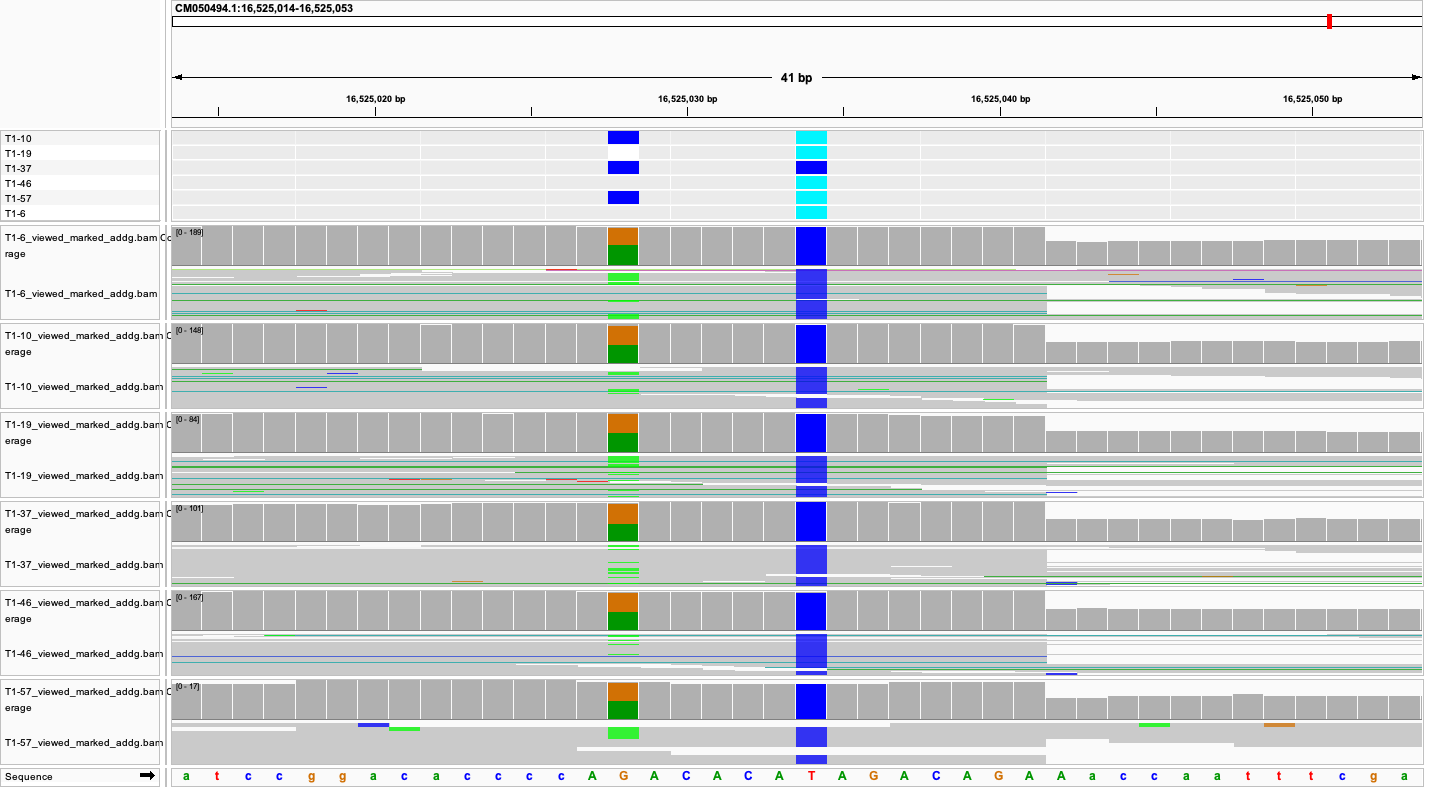 CM050494.1:16,525,014-16,525,053
41 bp
16,525,020 bp 16,525,030 bp 16,525,040 bp 16,525,050 bp
T1-10
T1-19
T1-37
T1-46
T1-57
T1-6
T1-6_viewed_marked_addg.bam Co
rage
[0 - 189]
T1-6_viewed_marked_addg.bam
T1-10_viewed_marked_addg.bam C
erage
[0 - 148]
T1-10_viewed_marked_addg.bam
T1-19_viewed_marked_addg.bam C
erage
[0 - 84]
T1-19_viewed_marked_addg.bam
T1-37_viewed_marked_addg.bam C
erage
[0 - 101]
T1-37_viewed_marked_addg.bam
T1-46_viewed_marked_addg.bam C
erage
[0 - 167]
T1-46_viewed_marked_addg.bam
T1-57_viewed_marked_addg.bam C
erage
[0 - 17]
T1-57_viewed_marked_addg.bam
Sequence a t c c g g a c a c c c c A G A C A C A T A G A C A G A A a c c a a t t t c g a